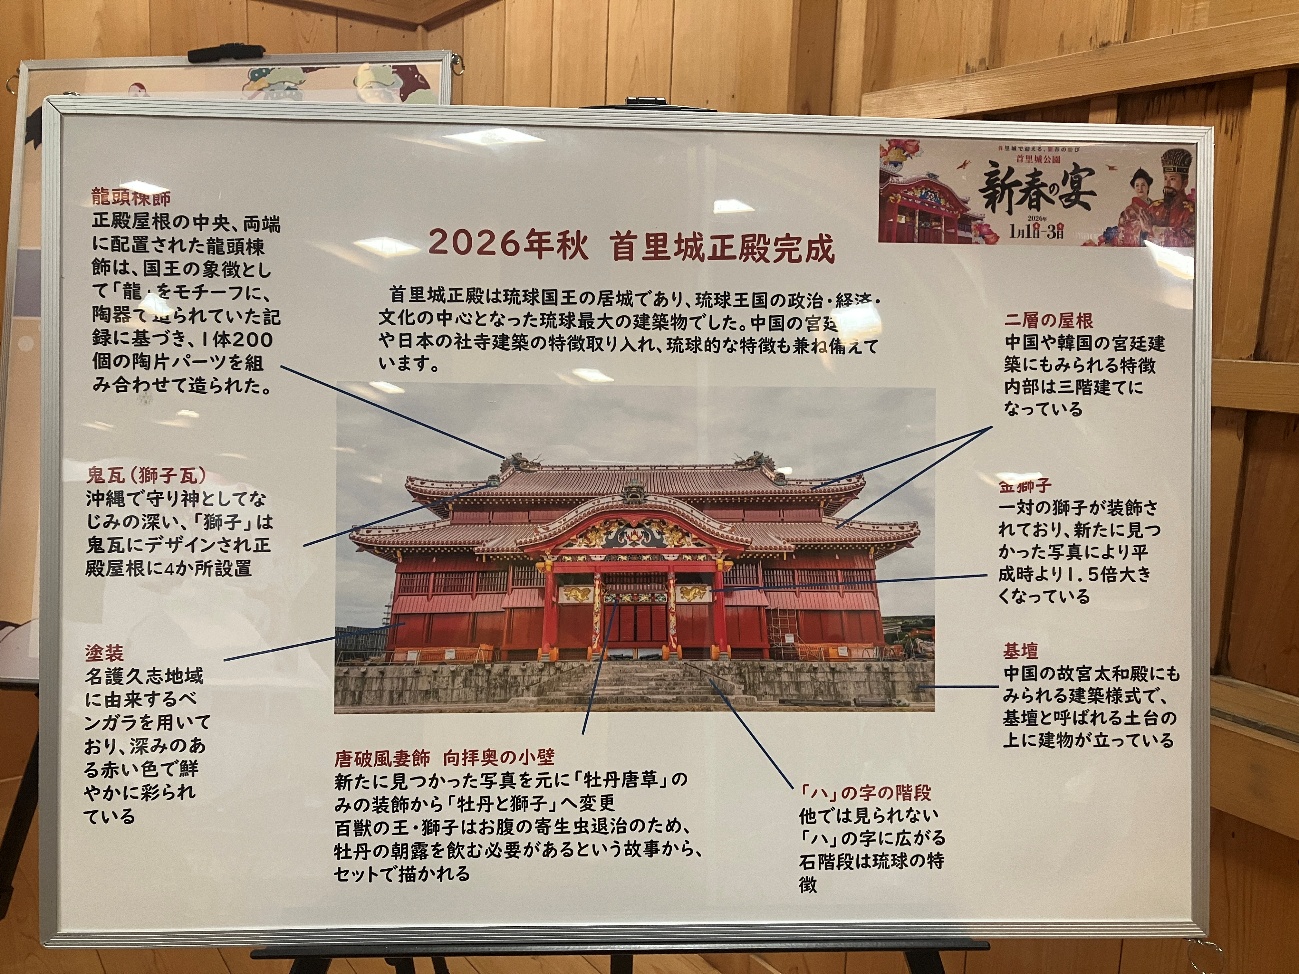 首里城で迎える、新春の慶び
首里城公園
新春の宴
2026年
1月1日-3日
2026年秋 首里城正殿完成
首里城正殿は琉球国王の居城であり、琉球王国の政治・経済・
文化の中心となった琉球最大の建築物でした。中国の宮廷
や日本の社寺建築の特徴取り入れ、琉球的な特徴も兼ね備えて
います。
龍頭棟飾
正殿屋根の中央、両端
に配置された龍頭棟
飾は、国王の象徴とし
て「龍」をモチーフに、
陶器で造られていた記
録に基づき、1体200
個の陶片パーツを組
み合わせて造られた。
鬼瓦(獅子瓦)
沖縄で守り神としてな
じみの深い、「獅子」は
鬼瓦にデザインされ正
殿屋根に4か所設置
塗装
名護久志地域
に由来するベ
ンガラを用いて
おり、深みのあ
る赤い色で鮮
やかに彩られ
ている
唐破風妻飾 向拝奥の小壁
新たに見つかった写真を元に「牡丹唐草」の
みの装飾から「牡丹と獅子」へ変更
百獣の王・獅子はお腹の寄生虫退治のため、
牡丹の朝露を飲む必要があるという故事から、
セットで描かれる
二層の屋根
中国や韓国の宮廷建
築にもみられる特徴
内部は三階建てに
なっている
金獅子
一対の獅子が装飾さ
れており、新たに見つ
かった写真により平
成時より1.5倍大き
くなっている
基壇
中国の故宮太和殿にも
みられる建築様式で、
基壇と呼ばれる土台の
上に建物が立っている
「ハ」の字の階段
他では見られない
「ハ」の字に広がる
石階段は琉球の特
徴